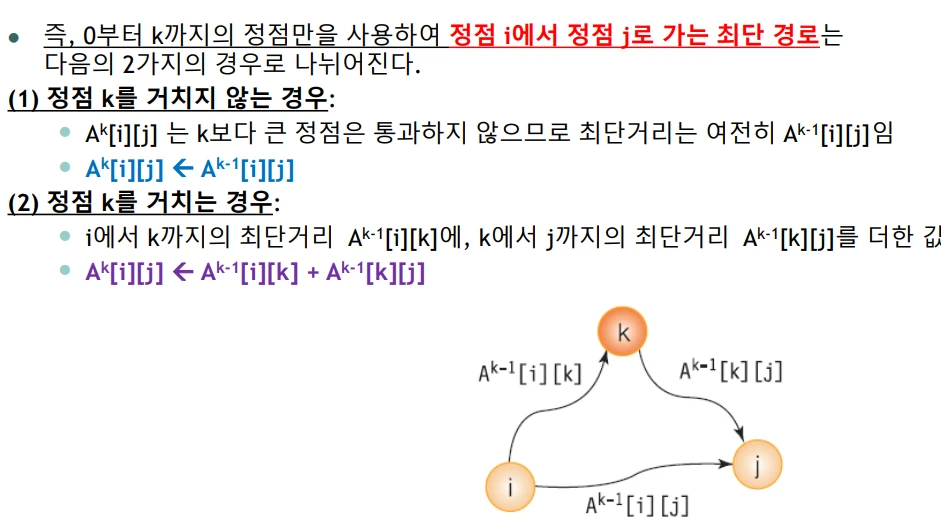 즉, 0부터 k까지의 정점만을 사용하여 정점 i에서 정점 j로 가는 최단 경로는
다음의 2가지의 경우로 나뉘어진다.
(1) 정점 k를 거치지 않는 경우:
Aᵏ[i][j] 는 k보다 큰 정점은 통과하지 않으므로 최단거리는 여전히 Aᵏ⁻¹[i][j]임
Aᵏ[i][j] ← Aᵏ⁻¹[i][j]
(2) 정점 k를 거치는 경우:
i에서 k까지의 최단거리 Aᵏ⁻¹[i][k]에, k에서 j까지의 최단거리 Aᵏ⁻¹[k][j]를 더한
Aᵏ[i][j] ← Aᵏ⁻¹[i][k] + Aᵏ⁻¹[k][j]
k
Aᵏ⁻¹[i][k]
Aᵏ⁻¹[k][j]
j
i
Aᵏ⁻¹[i][j]